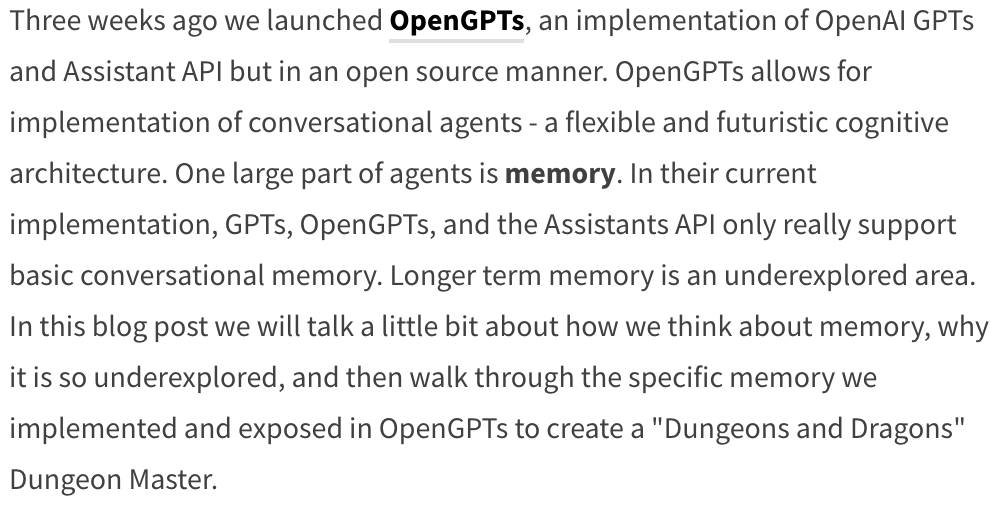 Three weeks ago we launched OpenGPTs, an implementation of OpenAI GPTs
and Assistant API but in an open source manner. OpenGPTs allows for
implementation of conversational agents - a flexible and futuristic cognitive
architecture. One large part of agents is memory. In their current
implementation, GPTs, OpenGPTs, and the Assistants API only really support
basic conversational memory. Longer term memory is an underexplored area.
In this blog post we will talk a little bit about how we think about memory, why
it is so underexplored, and then walk through the specific memory we
implemented and exposed in OpenGPTs to create a "Dungeons and Dragons"
Dungeon Master.